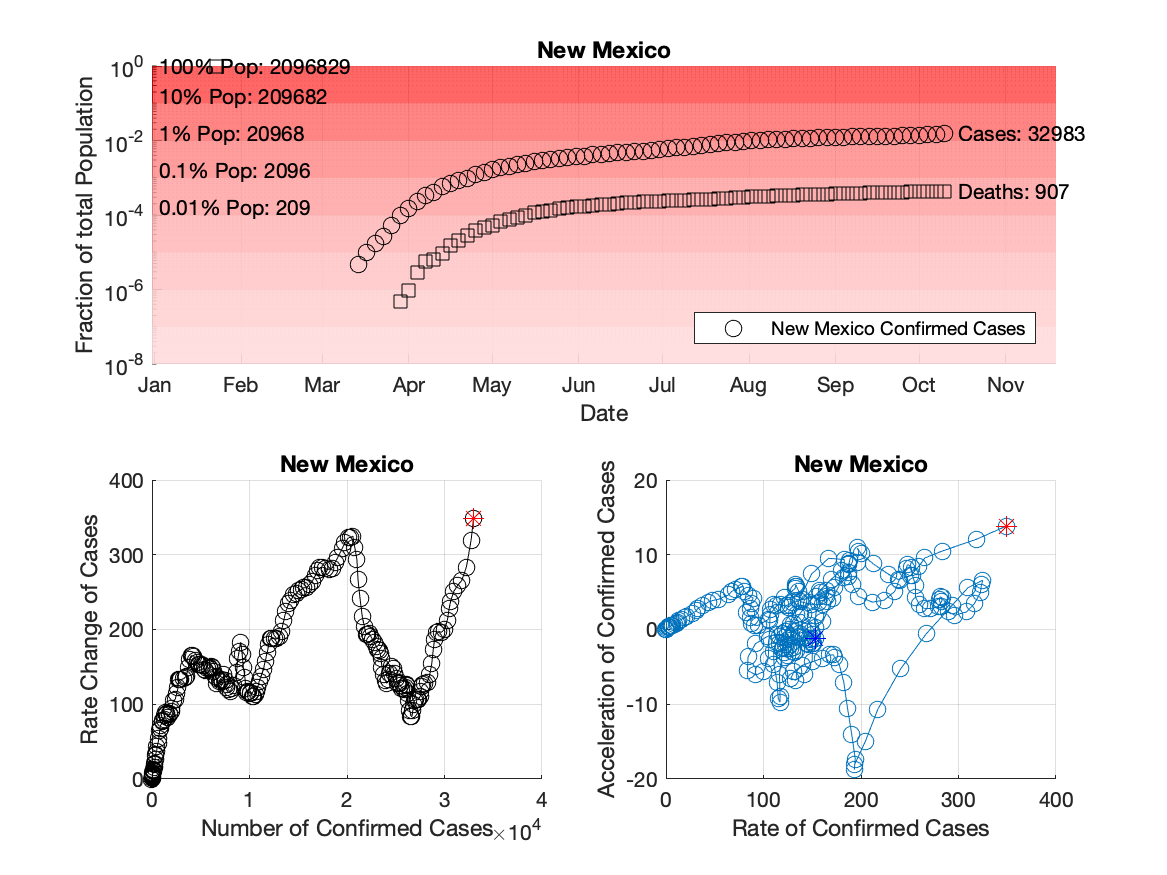 New Mexico
10^0
10^-2
10^-4
10^-6
10^-8
Fraction of total Population
100% Pop: 2096829
10% Pop: 209682
1% Pop: 20968
0.1% Pop: 2096
0.01% Pop: 209
Cases: 32983
Deaths: 907
New Mexico Confirmed Cases
Jan Feb Mar Apr May Jun Jul Aug Sep Oct Nov
Date
New Mexico
400
300
200
100
0
Rate Change of Cases
0 1 2 3 4
Number of Confirmed Cases ×10^4
New Mexico
20
10
0
-10
-20
Acceleration of Confirmed Cases
0 100 200 300 400
Rate of Confirmed Cases